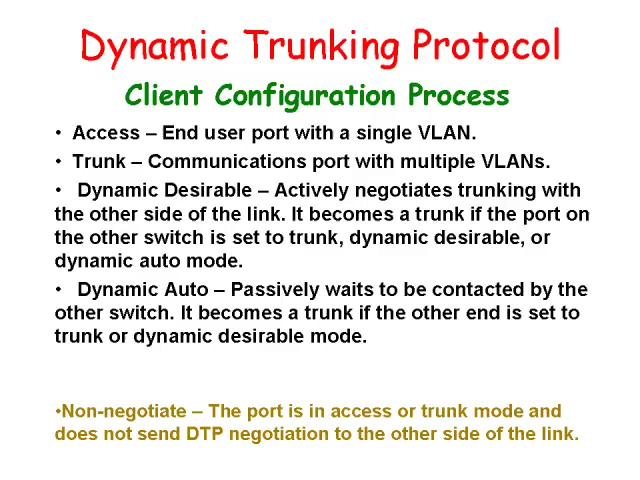 Dynamic Trunking Protocol
Client Configuration Process
• Access – End user port with a single VLAN.
• Trunk – Communications port with multiple VLANs.
• Dynamic Desirable – Actively negotiates trunking with
the other side of the link. It becomes a trunk if the port on
the other switch is set to trunk, dynamic desirable, or
dynamic auto mode.
• Dynamic Auto – Passively waits to be contacted by the
other switch. It becomes a trunk if the other end is set to
trunk or dynamic desirable mode.
•Non-negotiate – The port is in access or trunk mode and
does not send DTP negotiation to the other side of the link.